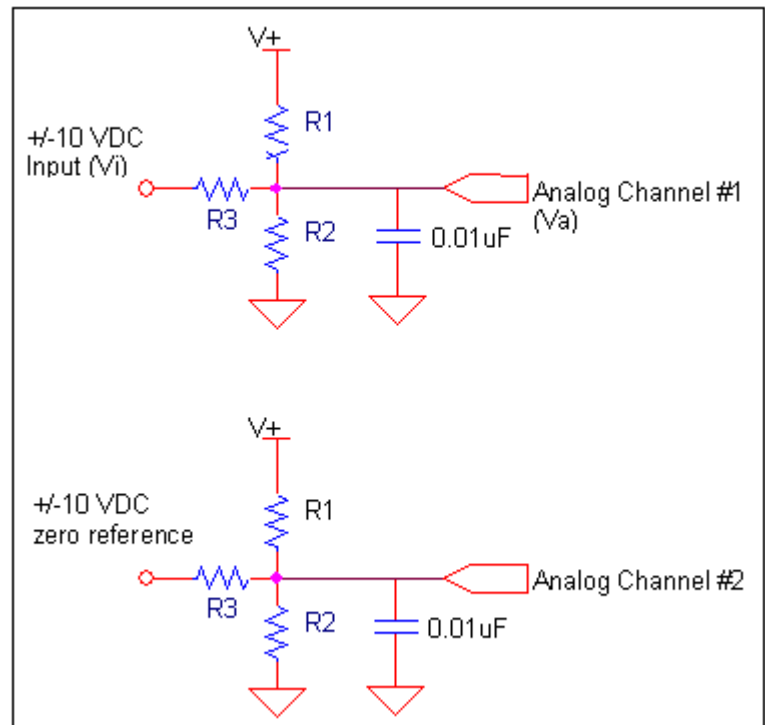 V+
R1
+/-10 VDC
Input (Vi)
R3
R2
0.01uF
Analog Channel #1
(Va)
V+
R1
+/-10 VDC
zero reference
R3
R2
0.01uF
Analog Channel #2